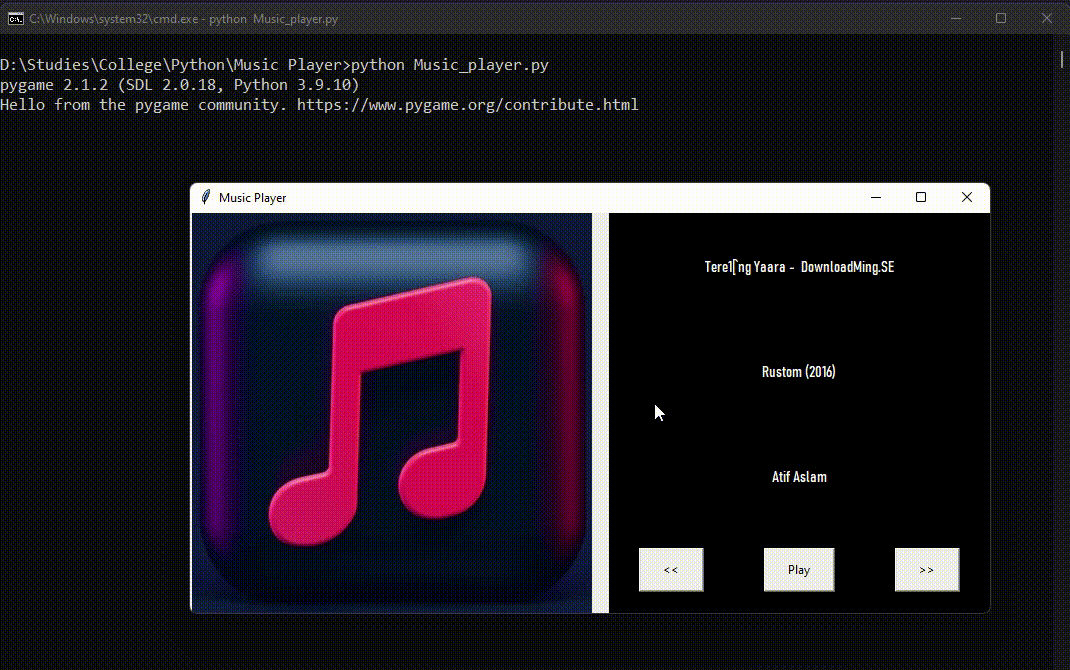 C:\Windows\system32\cmd.exe - python Music_player.py
D:\Studies\College\Python\Music Player>python Music_player.py
pygame 2.1.2 (SDL 2.0.18, Python 3.9.10)
Hello from the pygame community. https://www.pygame.org/contribute.html
Music Player
Yaara - DownloadMing.SE
Rustom (2016)
Atif Aslam
<< Play >>